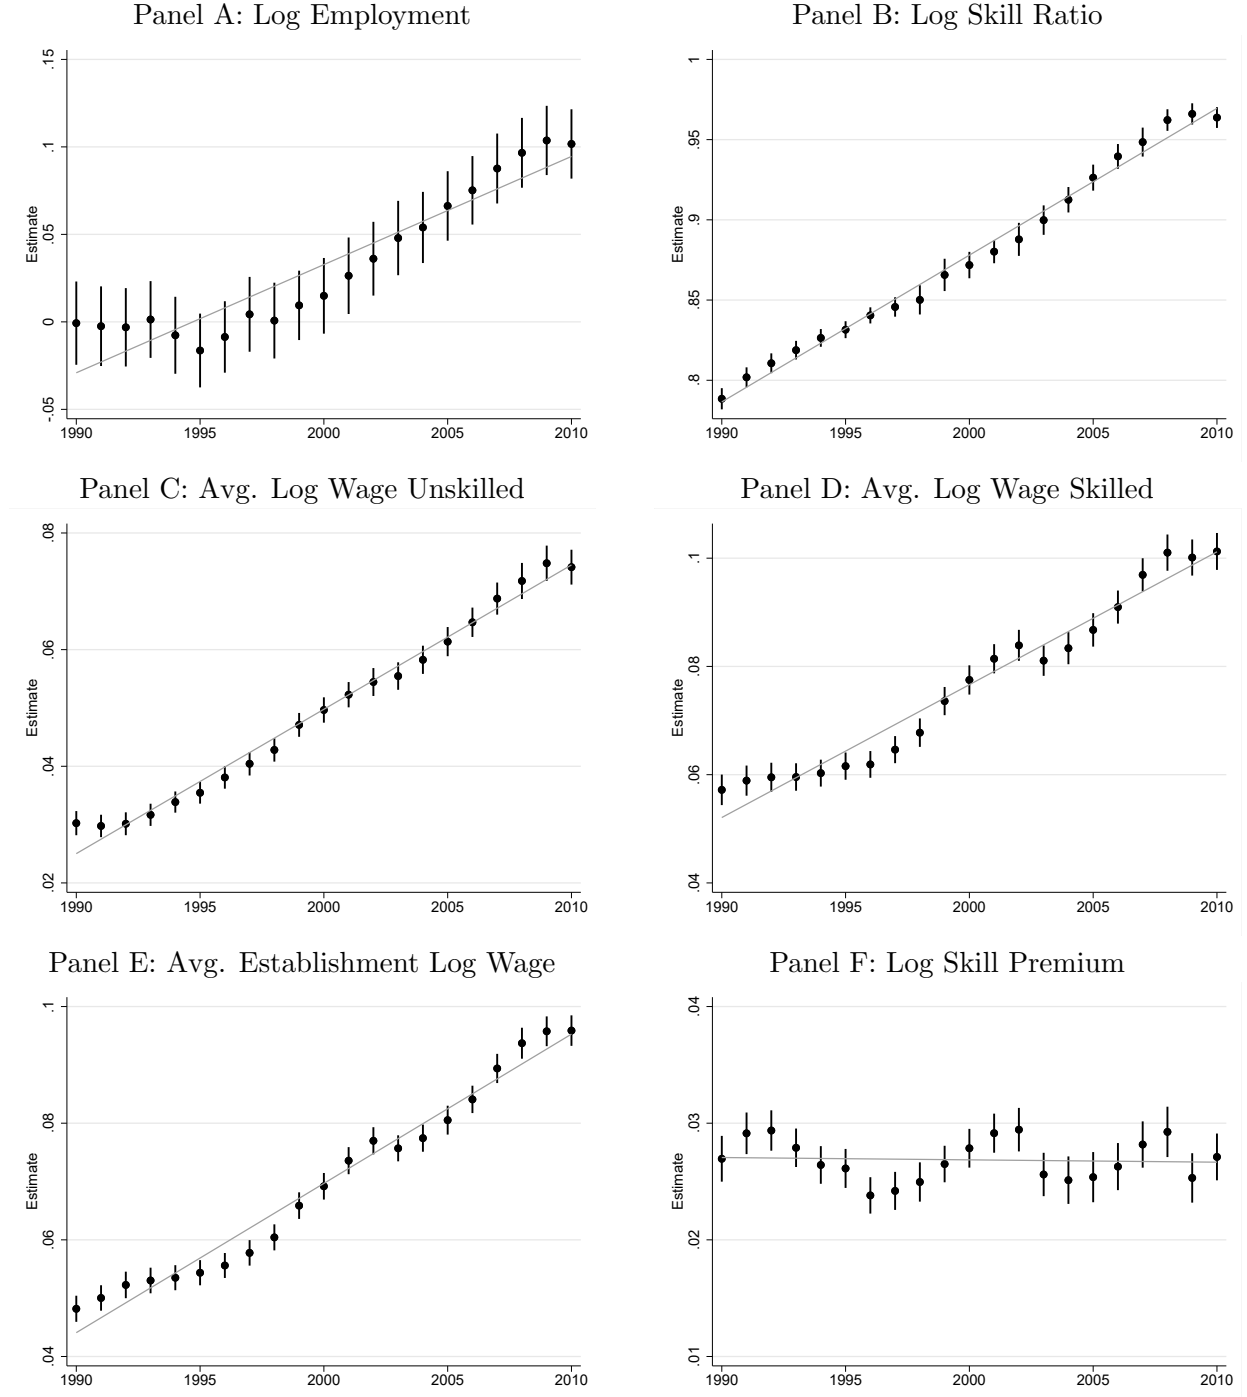 Panel A: Log Employment
.15
.1
.05
0
-.05
Estimate
1990 1995 2000 2005 2010
Panel B: Log Skill Ratio
1
.95
.9
.85
.8
Estimate
1990 1995 2000 2005 2010
Panel C: Avg. Log Wage Unskilled
.08
.06
.04
.02
Estimate
1990 1995 2000 2005 2010
Panel D: Avg. Log Wage Skilled
.1
.08
.06
.04
Estimate
1990 1995 2000 2005 2010
Panel E: Avg. Establishment Log Wage
.1
.08
.06
.04
Estimate
1990 1995 2000 2005 2010
Panel F: Log Skill Premium
.04
.03
.02
.01
Estimate
1990 1995 2000 2005 2010